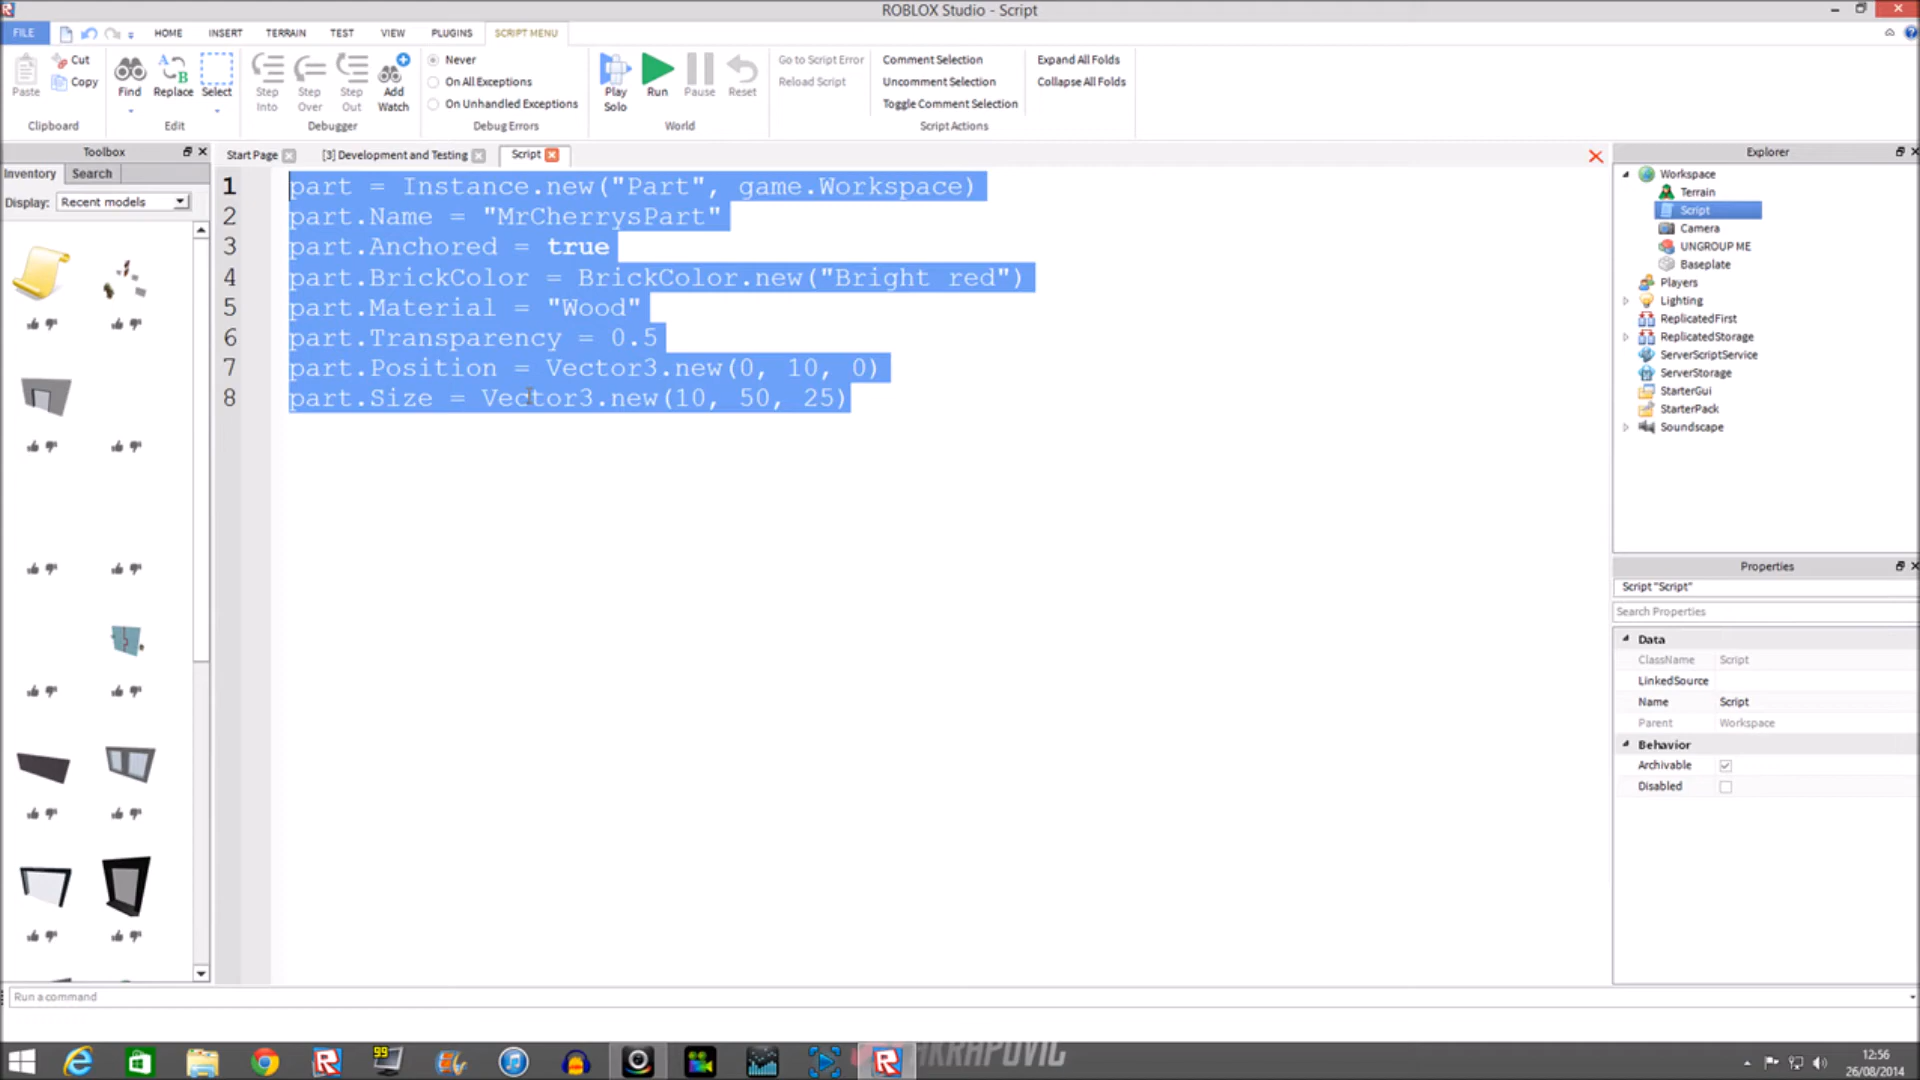 ROBLOX Studio - Script
FILE
HOME
INSERT
TERRAIN
TEST
VIEW
PLUGINS
SCRIPT MENU
Paste
Cut
Copy
Clipboard
Find
Replace
Select
Edit
Step Into
Step Over
Step Out
Add Watch
Debugger
Never
On All Exceptions
On Unhandled Exceptions
Debug Errors
Play Solo
Run
Pause
Reset
World
Go to Script Error
Reload Script
Comment Selection
Uncomment Selection
Toggle Comment Selection
Script Actions
Expand All Folds
Collapse All Folds
Toolbox
Inventory
Search
Display:
Recent models
Start Page
[3] Development and Testing
Script
1 part = Instance.new("Part", game.Workspace)
2 part.Name = "MrCherrysPart"
3 part.Anchored = true
4 part.BrickColor = BrickColor.new("Bright red")
5 part.Material = "Wood"
6 part.Transparency = 0.5
7 part.Position = Vector3.new(0, 10, 0)
8 part.Size = Vector3.new(10, 50, 25)
Explorer
Workspace
Terrain
Script
Camera
UNGROUP ME
Baseplate
Players
Lighting
ReplicatedFirst
ReplicatedStorage
ServerScriptService
ServerStorage
StarterGui
StarterPack
Soundscape
Properties
Script "Script"
Search Properties
Data
ClassName Script
LinkedSource
Name Script
Parent Workspace
Behavior
Archivable
Disabled
Run a command
99
AKRAPOVIC
12:56
26/08/2014